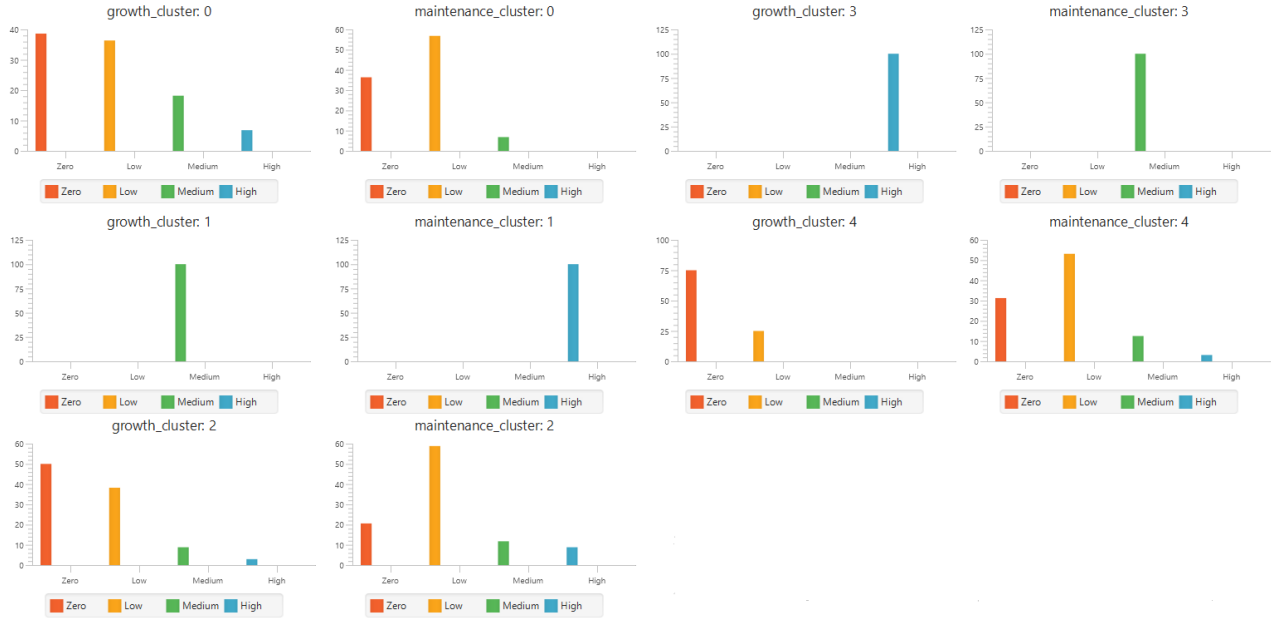 growth_cluster: 0
40
30
20
10
0
Zero Low Medium High
Zero Low Medium High
maintenance_cluster: 0
60
50
40
30
20
10
0
Zero Low Medium High
Zero Low Medium High
growth_cluster: 3
125
100
75
50
25
0
Zero Low Medium High
Zero Low Medium High
maintenance_cluster: 3
125
100
75
50
25
0
Zero Low Medium High
Zero Low Medium High
growth_cluster: 1
125
100
75
50
25
0
Zero Low Medium High
Zero Low Medium High
maintenance_cluster: 1
125
100
75
50
25
0
Zero Low Medium High
Zero Low Medium High
growth_cluster: 4
100
75
50
25
0
Zero Low Medium High
Zero Low Medium High
maintenance_cluster: 4
60
50
40
30
20
10
0
Zero Low Medium High
Zero Low Medium High
growth_cluster: 2
60
50
40
30
20
10
0
Zero Low Medium High
Zero Low Medium High
maintenance_cluster: 2
60
50
40
30
20
10
0
Zero Low Medium High
Zero Low Medium High